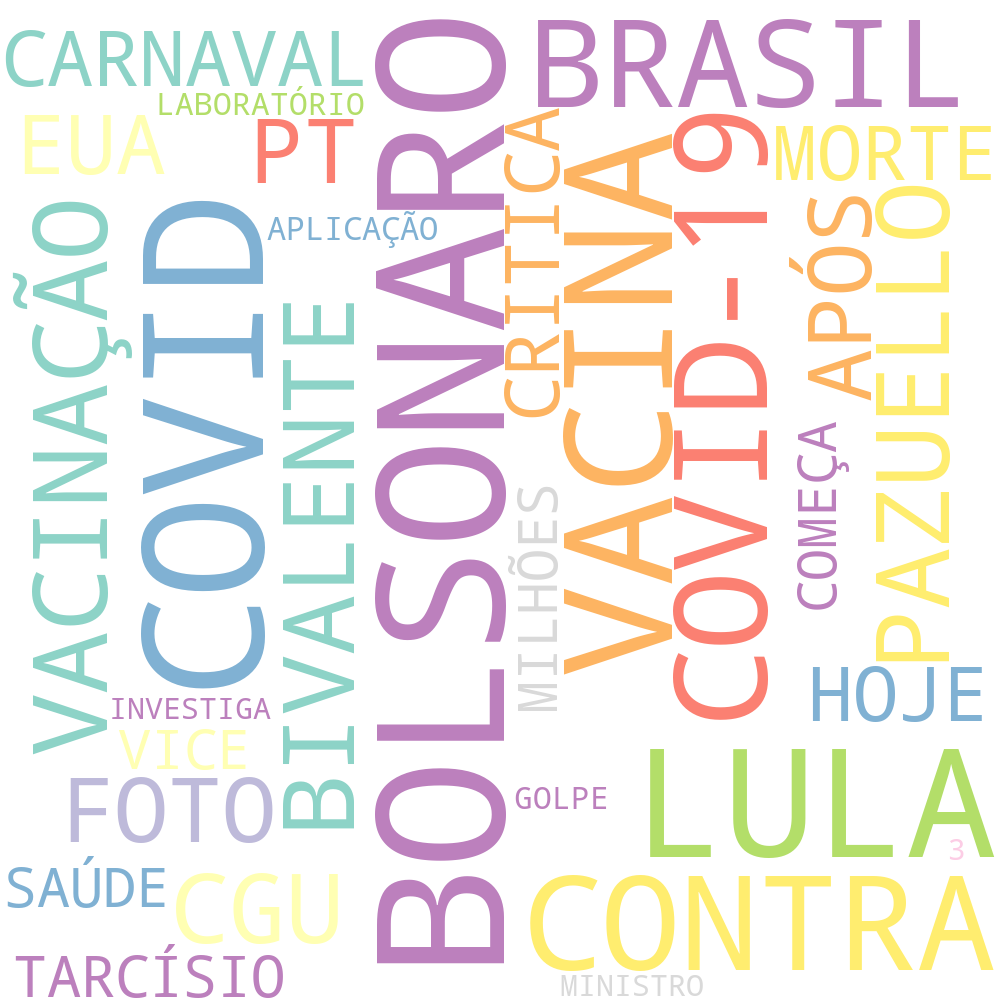 CARNAVAL
BRASIL
LABORATÓRIO
EUA
PT
MORTE
VACINAÇÃO
COVID
APLICAÇÃO
BIVALENTE
BOLSONARO
CRITICA
VACINA
COVID-19
APÓS
PAZUELLO
MILHÕES
COMEÇA
HOJE
INVESTIGA
VICE
FOTO
GOLPE
LULA
3
SAÚDE
CGU
CONTRA
TARCÍSIO
MINISTRO